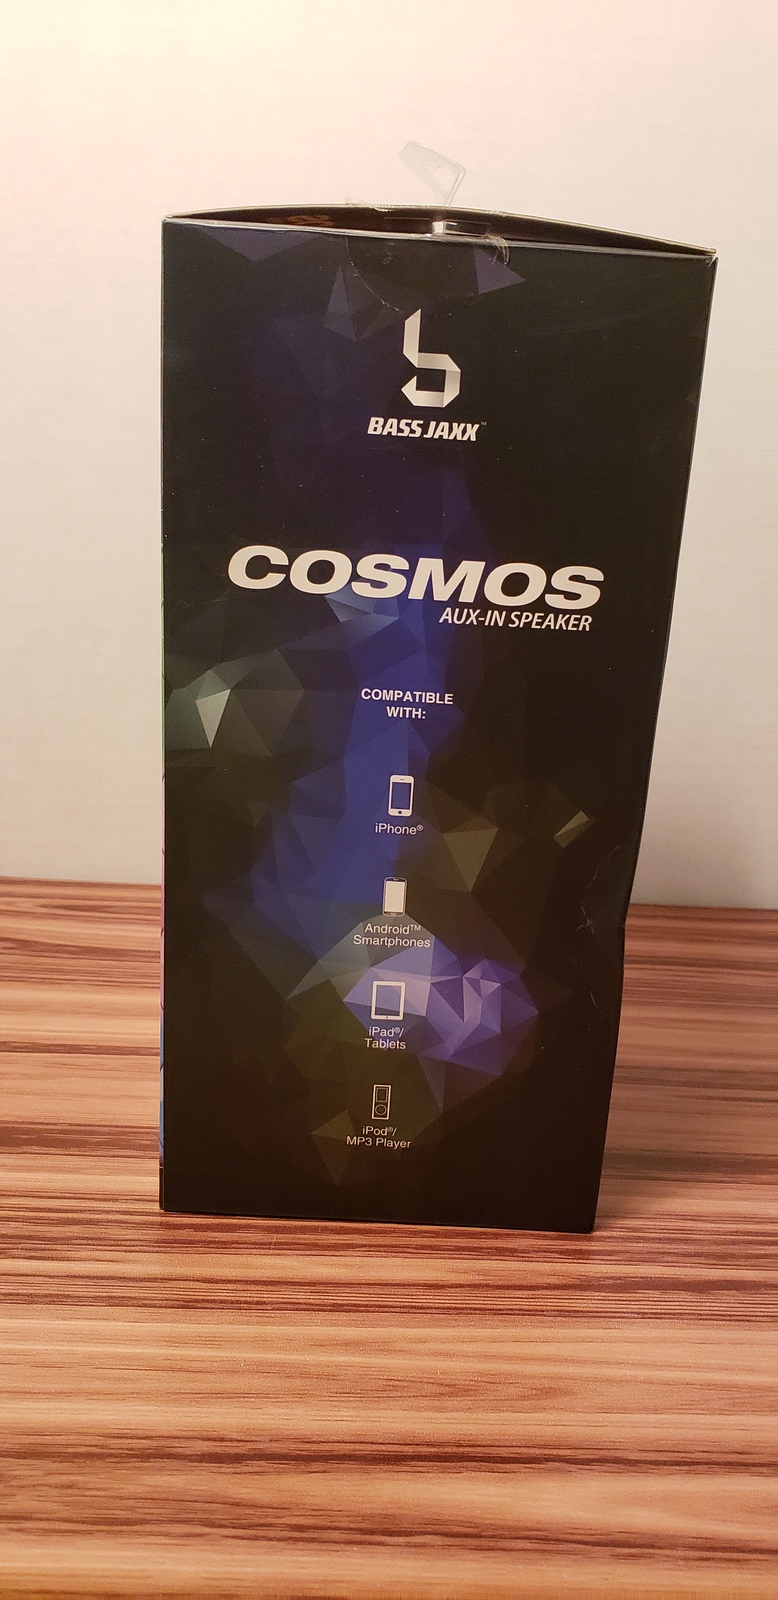 BASS JAXX™
COSMOS
AUX-IN SPEAKER
COMPATIBLE
WITH:
iPhone®
Android™
Smartphones
iPad®/
Tablets
iPod®/
MP3 Player